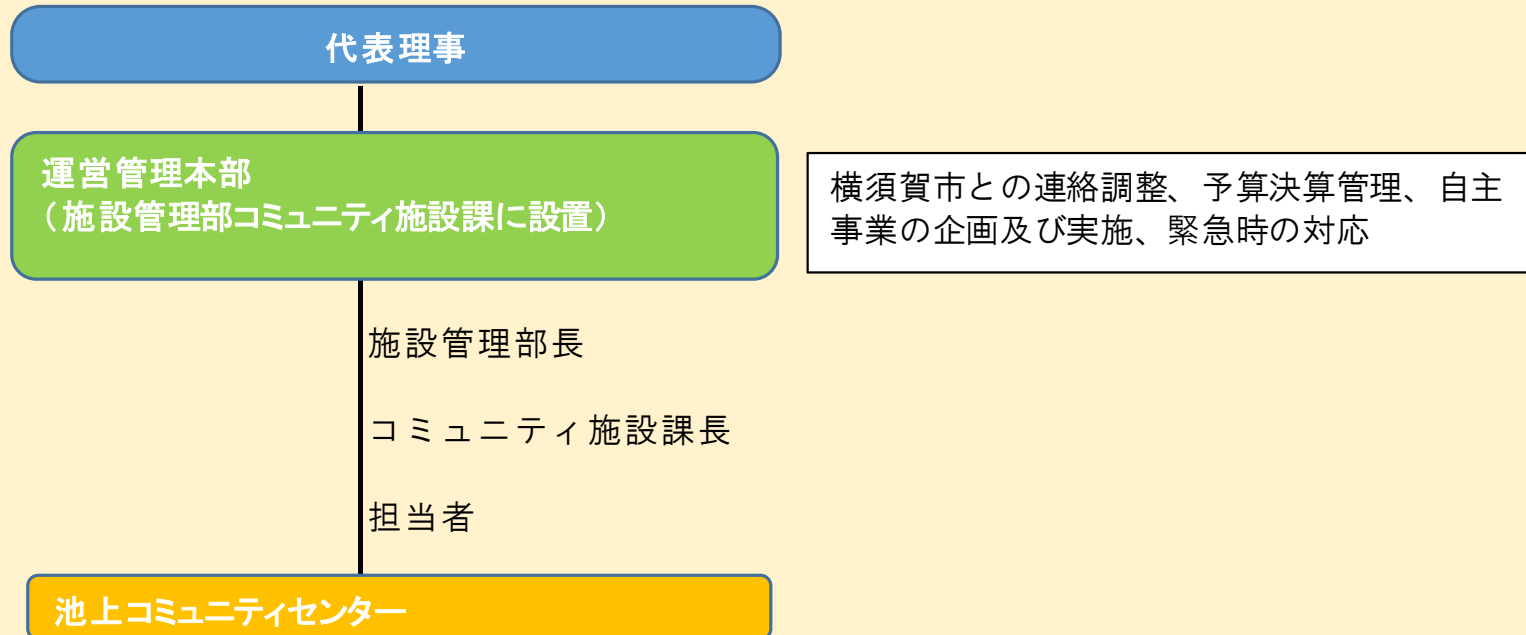 代表理事
運営管理本部
（施設管理部コミュニティ施設課に設置）
横須賀市との連絡調整、予算決算管理、自主
事業の企画及び実施、緊急時の対応
施設管理部長
コミュニティ施設課長
担当者
池上コミュニティセンター